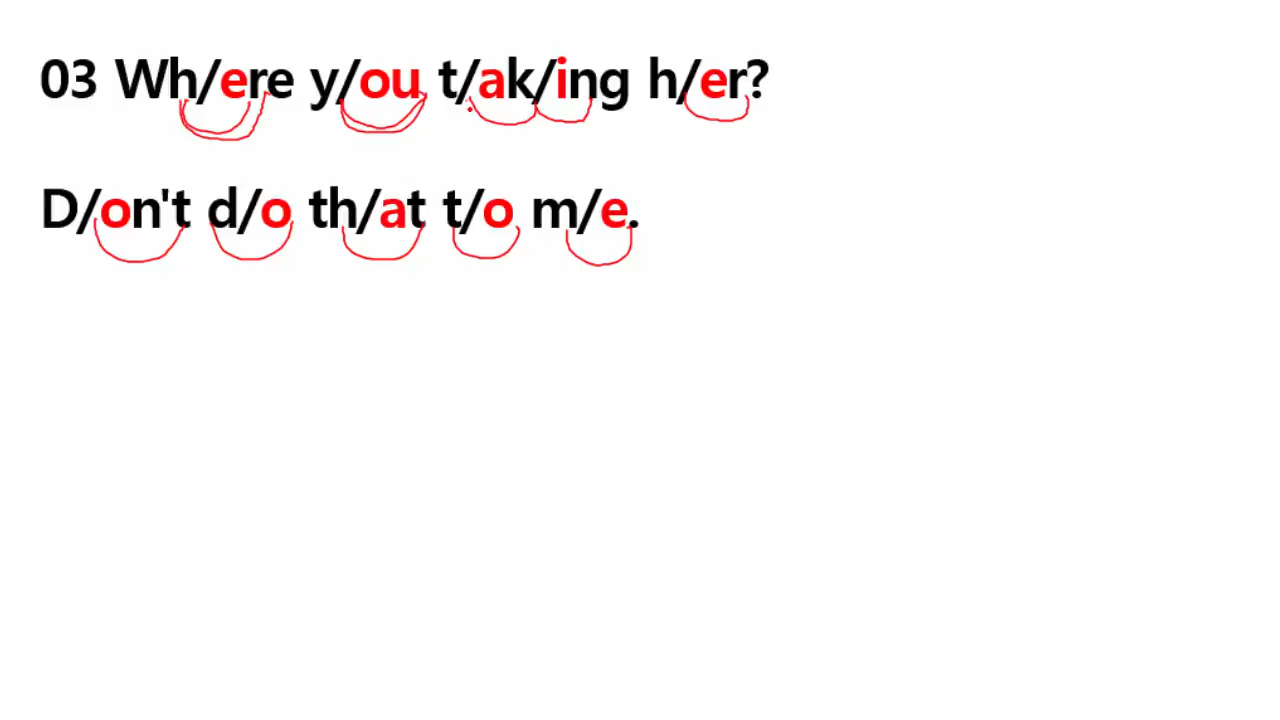 03 Wh/ere y/ou t/ak/ing h/er?
D/on't d/o th/at t/o m/e.